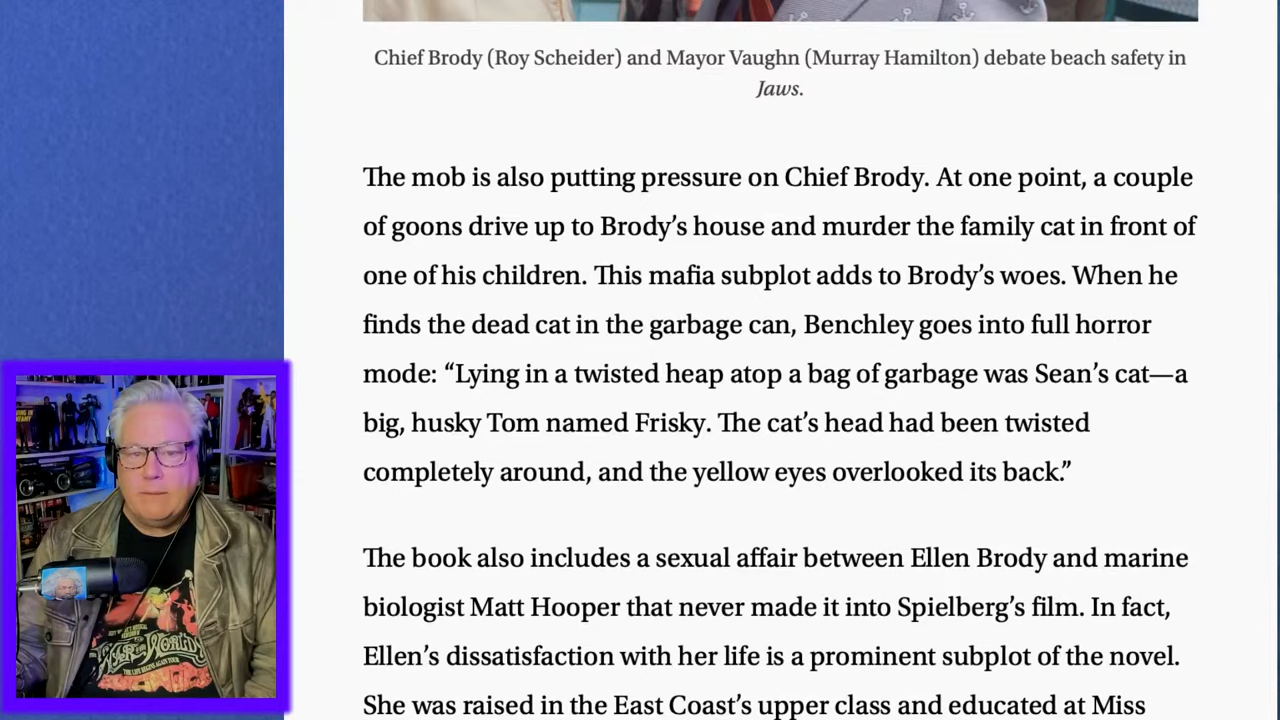 Chief Brody (Roy Scheider) and Mayor Vaughn (Murray Hamilton) debate beach safety in
Jaws.
The mob is also putting pressure on Chief Brody. At one point, a couple
of goons drive up to Brody’s house and murder the family cat in front of
one of his children. This mafia subplot adds to Brody’s woes. When he
finds the dead cat in the garbage can, Benchley goes into full horror
mode: “Lying in a twisted heap atop a bag of garbage was Sean’s cat—a
big, husky Tom named Frisky. The cat’s head had been twisted
completely around, and the yellow eyes overlooked its back.”
The book also includes a sexual affair between Ellen Brody and marine
biologist Matt Hooper that never made it into Spielberg’s film. In fact,
Ellen’s dissatisfaction with her life is a prominent subplot of the novel.
She was raised in the East Coast’s upper class and educated at Miss